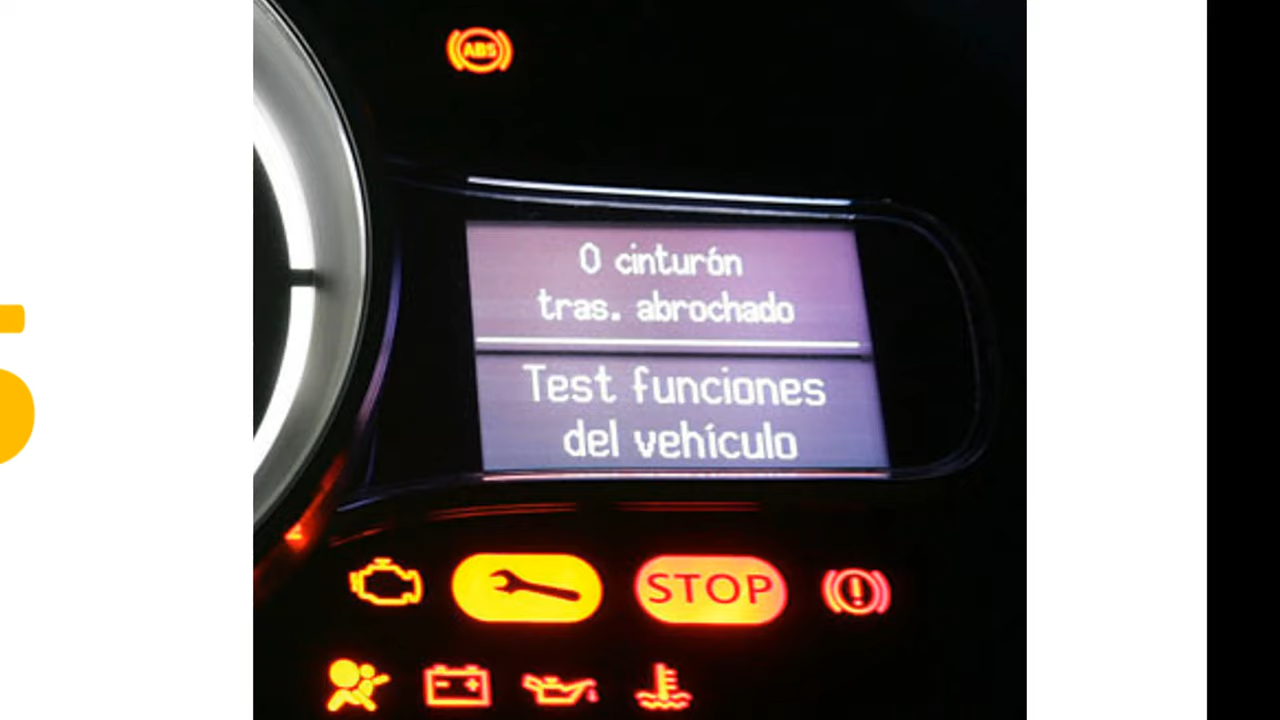 ABS
0 cinturón
tras. abrochado
Test funciones
del vehículo
STOP